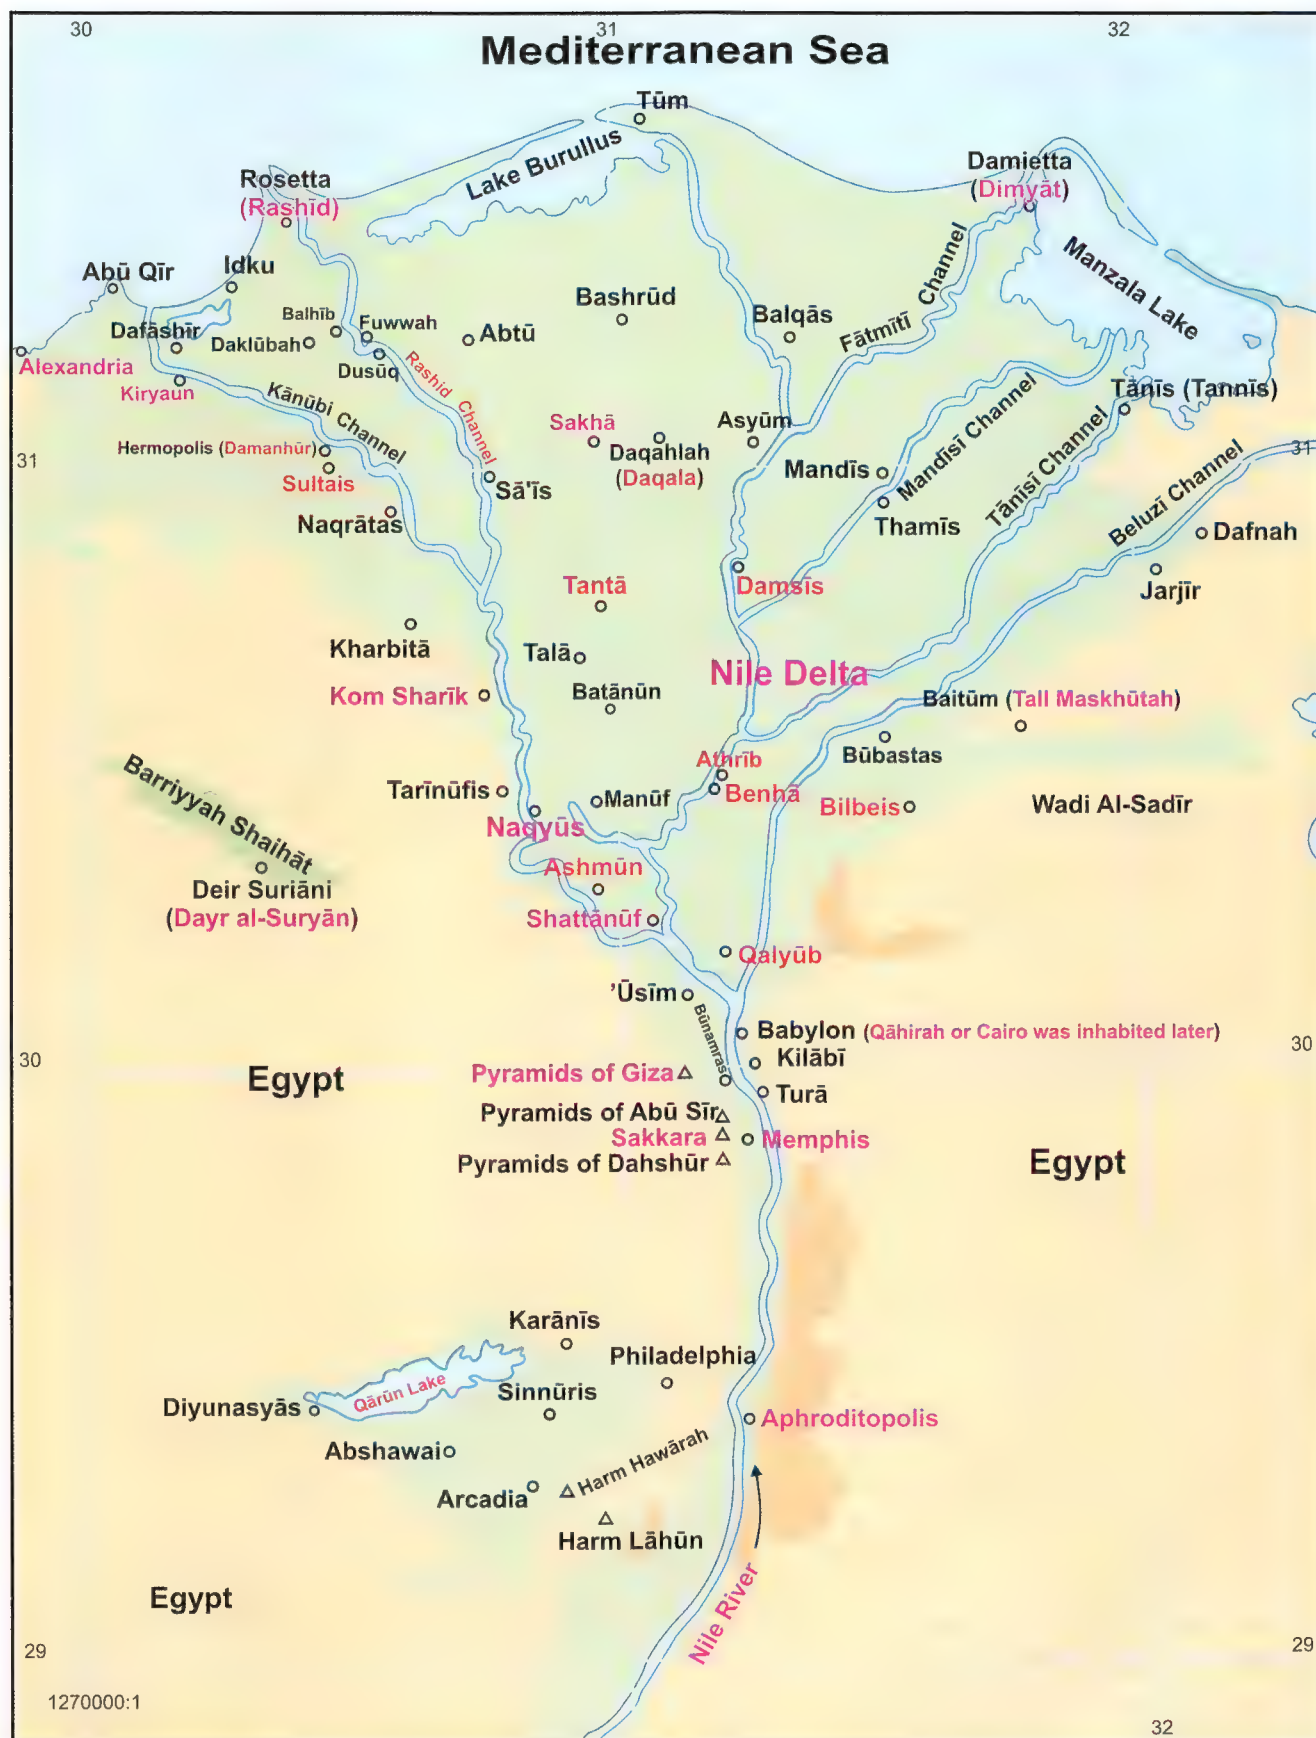 30
31
32
Mediterranean Sea
Tūm
Lake Burullus
Damietta
(Dimyāt)
Rosetta
(Rashīd)
Manzala Lake
Abū Qīr
Idku
Fātmītī Channel
Bashrūd
Balqās
Balhīb
Fuwwah
Abtū
Dafāshīr
Daklūbah
Dusūq
Alexandria
Kiryaun
Rashid Channel
Kānūbi Channel
Tānīs (Tannīs)
Sakhā
Asyūm
Daqahlah
(Daqala)
Mandīs
Mandīsī Channel
Tānīsī Channel
Beluzī Channel
31
31
Hermopolis (Damanhūr)
Sultais
Sā'īs
Naqrātas
Thamīs
Dafnah
Jarjīr
Tantā
Damsīs
Kharbitā
Talā
Nile Delta
Kom Sharīk
Batānūn
Baitūm (Tall Maskhūtah)
Būbastas
Barriyyah Shaihāt
Athrīb
Tarīnūfis
Manūf
Benhā
Bilbeis
Wadi Al-Sadīr
Naqyūs
Ashmūn
Deir Suriāni
(Dayr al-Suryān)
Shattānūf
Qalyūb
'Ūsīm
Būnamras
Babylon (Qāhirah or Cairo was inhabited later)
30
30
Kilābī
Egypt
Pyramids of Giza
Turā
Pyramids of Abū Sīr
Sakkara
Memphis
Pyramids of Dahshūr
Egypt
Karānīs
Philadelphia
Qārūn Lake
Sinnūris
Diyunasyās
Aphroditopolis
Abshawai
Harm Hawārah
Arcadia
Harm Lāhūn
Egypt
Nile River
29
29
1270000:1
32